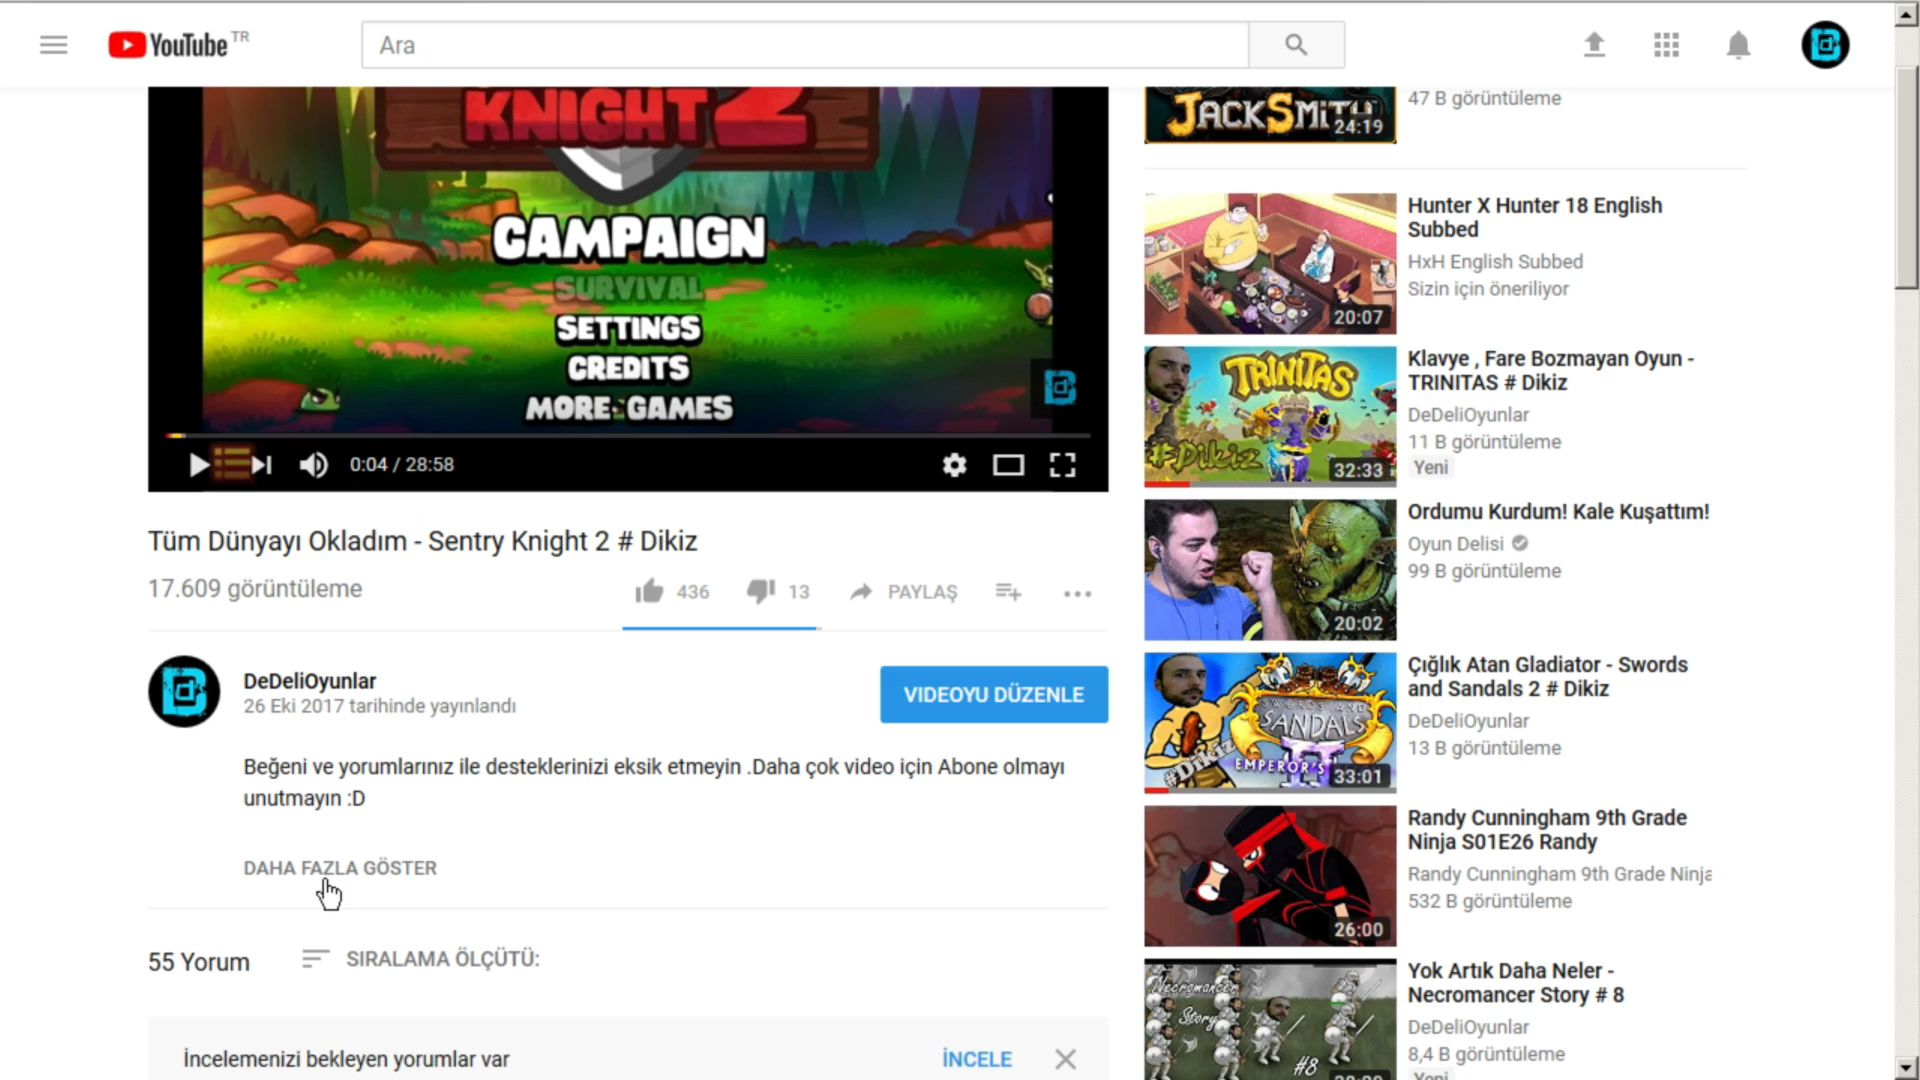 YouTube TR
Ara
KNIGHT 2
CAMPAIGN
SURVIVAL
SETTINGS
CREDITS
MORE GAMES
0:04 / 28:58
Tüm Dünyayı Okladım - Sentry Knight 2 # Dikiz
17.609 görüntüleme
436
13
PAYLAŞ
DeDeliOyunlar
26 Eki 2017 tarihinde yayınlandı
VIDEOYU DÜZENLE
Beğeni ve yorumlarınız ile desteklerinizi eksik etmeyin .Daha çok video için Abone olmayı
unutmayın :D
DAHA FAZLA GÖSTER
55 Yorum
SIRALAMA ÖLÇÜTÜ:
İncelemenizi bekleyen yorumlar var
İNCELE
JACKSMITH
24:19
47 B görüntüleme
20:07
Hunter X Hunter 18 English
Subbed
HxH English Subbed
Sizin için öneriliyor
TRINITAS
#Dikiz
32:33
Klavye , Fare Bozmayan Oyun -
TRINITAS # Dikiz
DeDeliOyunlar
11 B görüntüleme
Yeni
20:02
Ordumu Kurdum! Kale Kuşattım!
Oyun Delisi
99 B görüntüleme
SWORDS AND
SANDALS
II
EMPEROR'S
#Dikiz
33:01
Çığlık Atan Gladiator - Swords
and Sandals 2 # Dikiz
DeDeliOyunlar
13 B görüntüleme
26:00
Randy Cunningham 9th Grade
Ninja S01E26 Randy
Randy Cunningham 9th Grade Ninja
532 B görüntüleme
Necromancer
Story
#8
Yok Artık Daha Neler -
Necromancer Story # 8
DeDeliOyunlar
8,4 B görüntüleme
Yeni